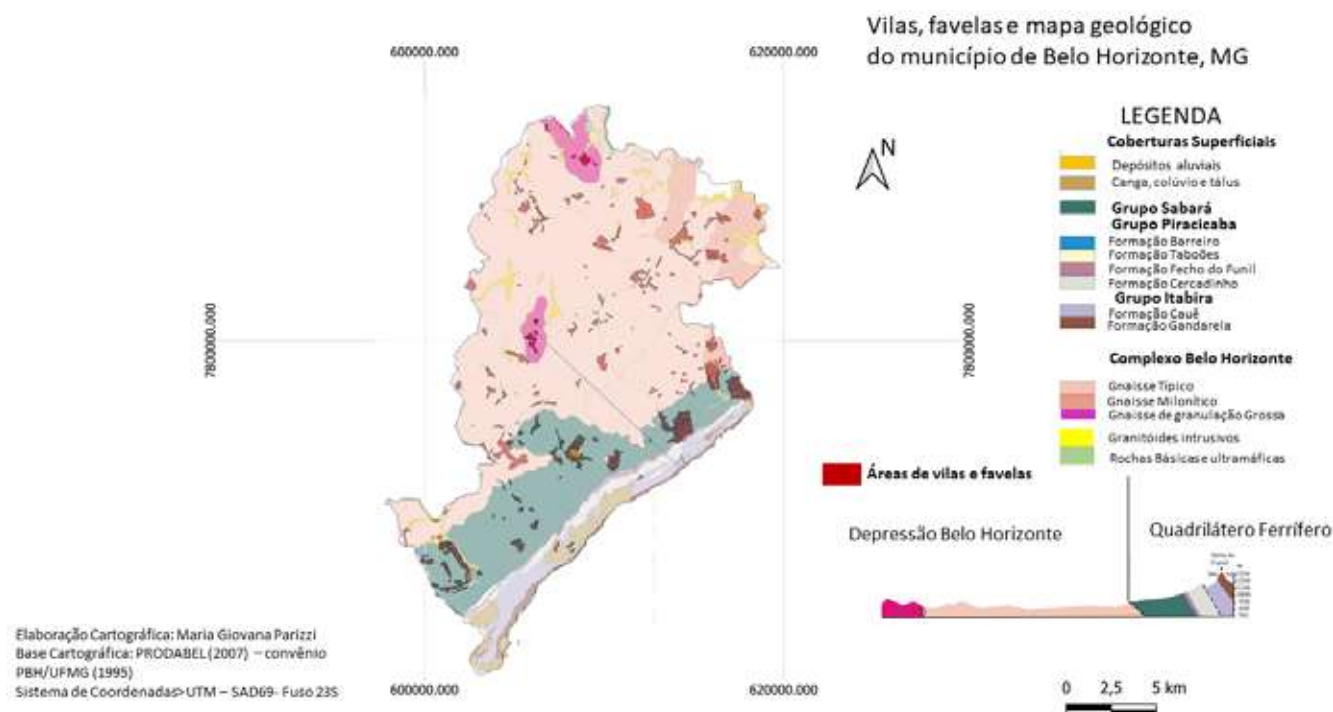 Vilas, favelas e mapa geológico
do município de Belo Horizonte, MG
600000.000
620000.000
N
LEGENDA
Coberturas Superficiais
Depósitos aluviais
Canga, colúvio e tálus
Grupo Sabará
Grupo Piracicaba
Formação Barreiro
Formação Taboões
Formação Fecho do Funil
Formação Cercadinho
Grupo Itabira
Formação Cauê
Formação Gandarela
Complexo Belo Horizonte
Gnaisse Típico
Gnaisse Milonítico
Gnaisse de granulação Grossa
Granitóides intrusivos
Rochas Básicas e ultramáficas
7800000.000
7800000.000
Áreas de vilas e favelas
Depressão Belo Horizonte
Quadrilátero Ferrífero
Elaboração Cartográfica: Maria Giovana Parizzi
Base Cartográfica: PRODABEL (2007) – convênio
PBH/UFMG (1995)
Sistema de Coordenadas> UTM – SAD69- Fuso 23S
600000.000
620000.000
0 2,5 5 km